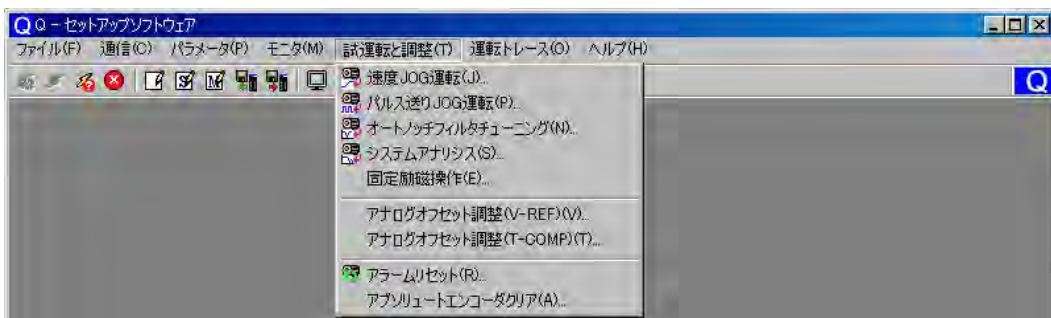 Q Q - セットアップソフトウェア
ファイル(F) 通信(C) パラメータ(P) モニタ(M) 試運転と調整(T) 運転トレース(O) ヘルプ(H)
Q
速度JOG運転(J)...
パルス送りJOG運転(P)...
オートノッチフィルタチューニング(N)...
システムアナリシス(S)...
固定励磁操作(E)...
アナログオフセット調整(V-REF)(V)...
アナログオフセット調整(T-COMP)(T)...
アラームリセット(R)...
アブソリュートエンコーダクリア(A)...